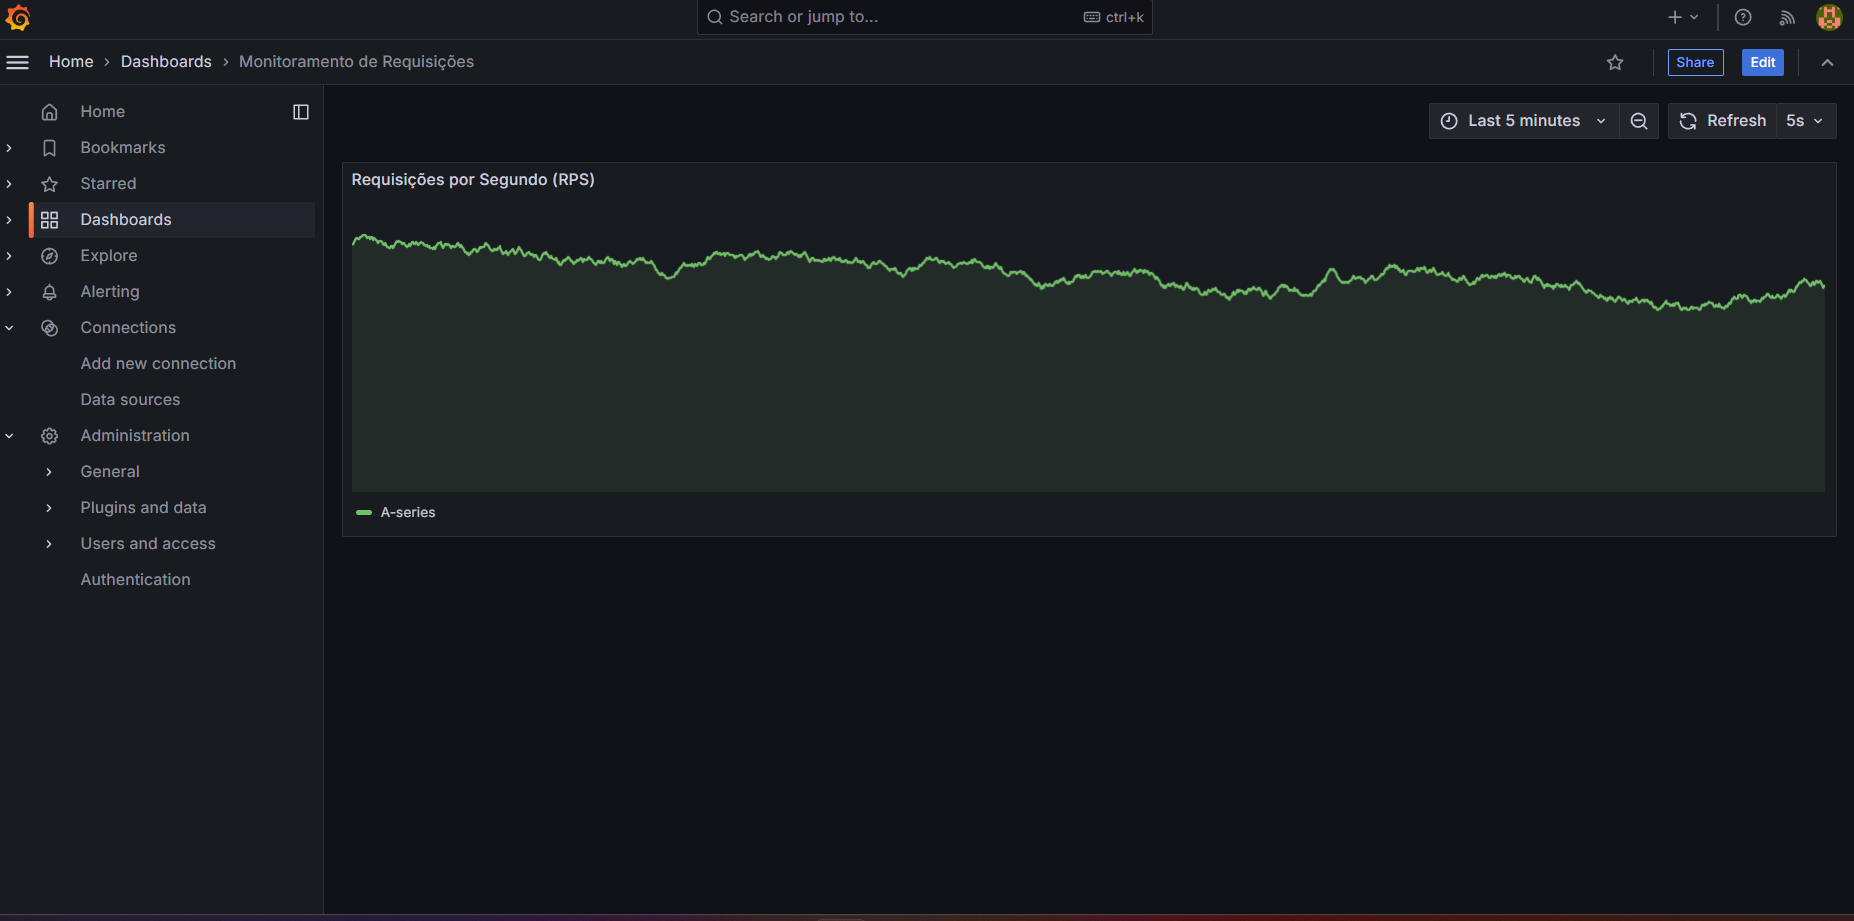 Search or jump to...
ctrl+k
Home
Dashboards
Monitoramento de Requisições
Share
Edit
Home
Bookmarks
Starred
Dashboards
Explore
Alerting
Connections
Add new connection
Data sources
Administration
General
Plugins and data
Users and access
Authentication
Last 5 minutes
Refresh
5s
Requisições por Segundo (RPS)
A-series